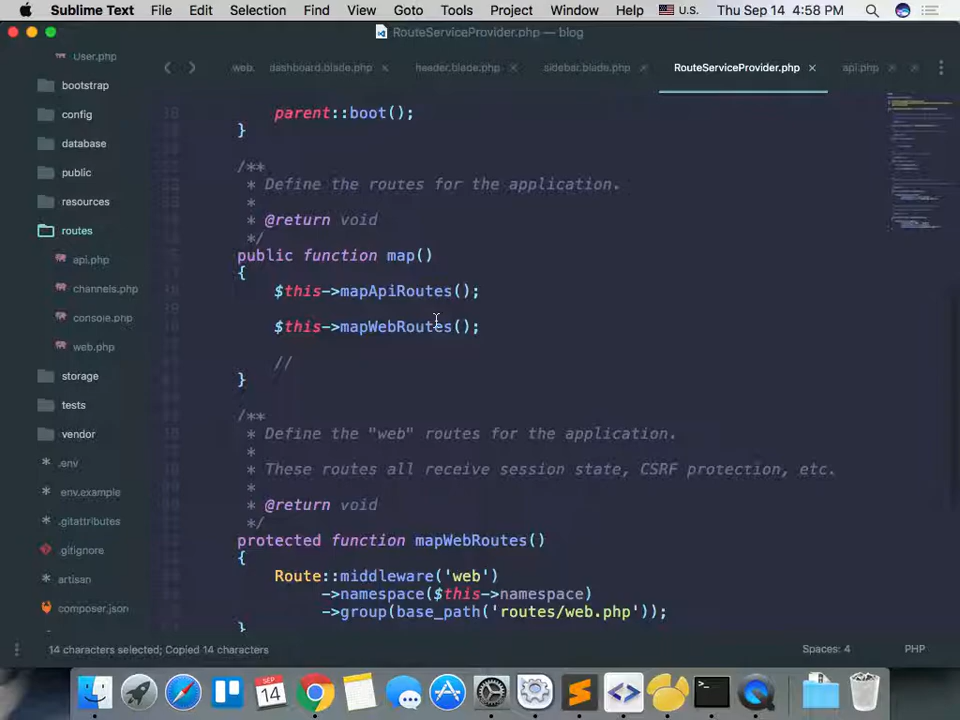 Sublime Text File Edit Selection Find View Goto Tools Project Window Help U.S. Thu Sep 14 4:58 PM
RouteServiceProvider.php — blog
web. dashboard.blade.php × header.blade.php × sidebar.blade.php × RouteServiceProvider.php × api.php ×
User.php
bootstrap
config
database
public
resources
routes
api.php
channels.php
console.php
web.php
storage
tests
vendor
.env
env.example
.gitattributes
.gitignore
artisan
composer.json
parent::boot();
}
/**
* Define the routes for the application.
*
* @return void
*/
public function map()
{
$this->mapApiRoutes();
$this->mapWebRoutes();
//
}
/**
* Define the "web" routes for the application.
*
* These routes all receive session state, CSRF protection, etc.
*
* @return void
*/
protected function mapWebRoutes()
{
Route::middleware('web')
->namespace($this->namespace)
->group(base_path('routes/web.php'));
}
14 characters selected; Copied 14 characters Spaces: 4 PHP
SEP
14